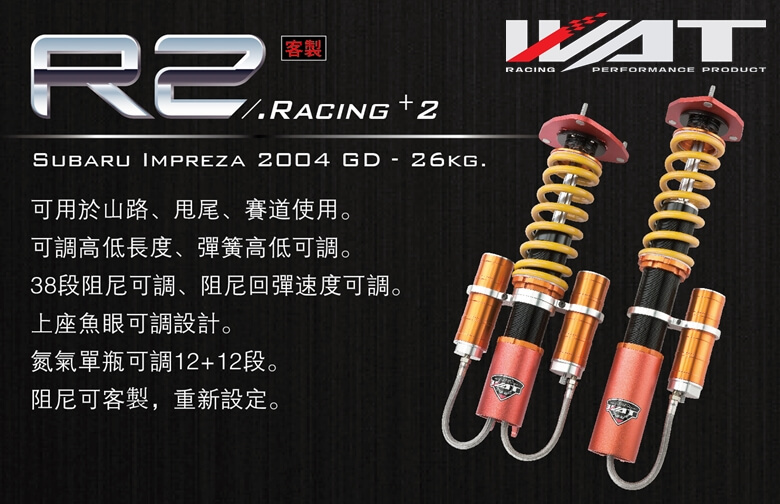 R2
客製
/.RACING +2
WAT
RACING PERFORMANCE PRODUCT
SUBARU IMPREZA 2004 GD - 26KG.
可用於山路、甩尾、賽道使用。
可調高低長度、彈簧高低可調。
38段阻尼可調、阻尼回彈速度可調。
上座魚眼可調設計。
氮氣單瓶可調12+12段。
阻尼可客製，重新設定。
WAT
WAT